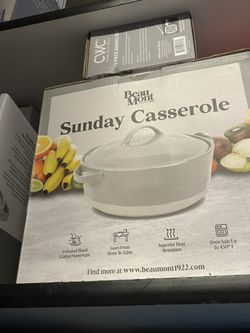 CWC
Beau
Mont
Sunday Casserole
Artisanal Hand
Crafted Stoneware
Goes From
Oven To Table
Superior Heat
Retention
Oven Safe Up
To 450° F
Find more at www.beaumont1922.com